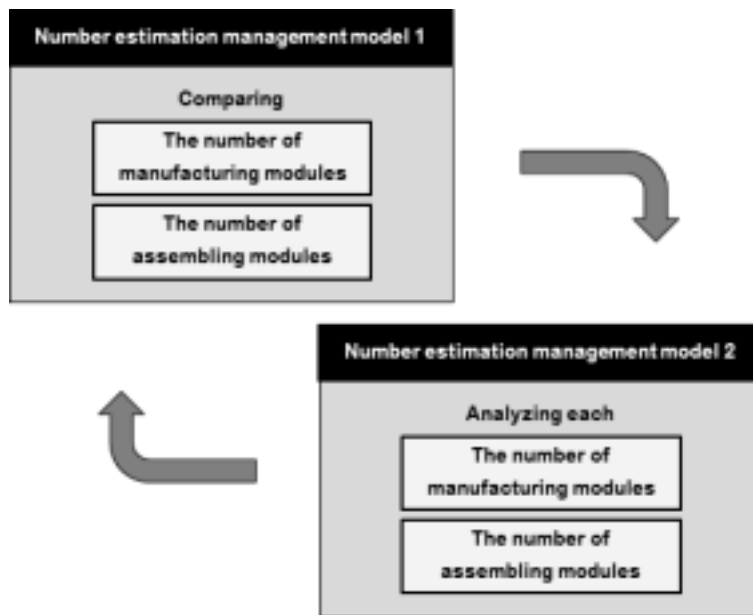 Number estimation management model 1
Comparing
The number of
manufacturing modules
The number of
assembling modules
Number estimation management model 2
Analyzing each
The number of
manufacturing modules
The number of
assembling modules